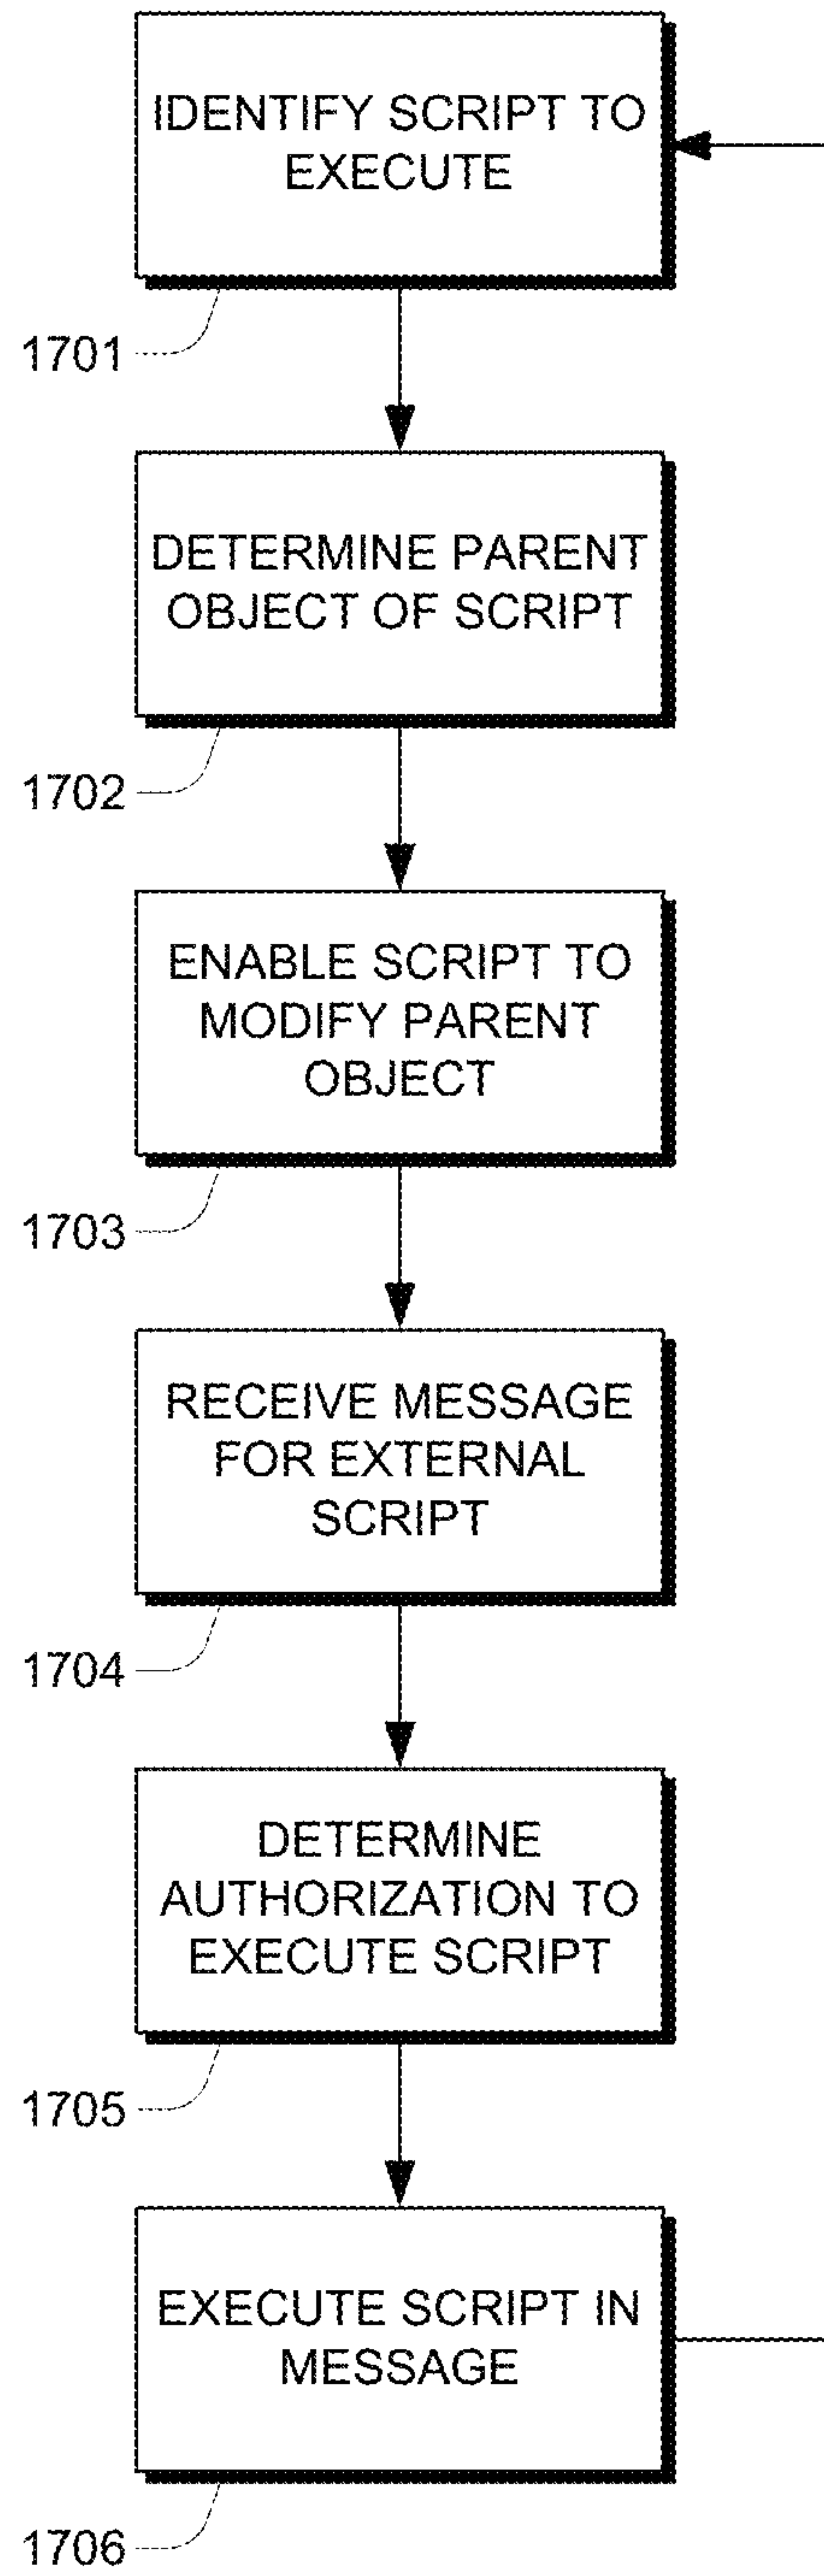 IDENTIFY SCRIPT TO
EXECUTE
1701
DETERMINE PARENT
OBJECT OF SCRIPT
1702
ENABLE SCRIPT TO
MODIFY PARENT
OBJECT
1703
RECEIVE MESSAGE
FOR EXTERNAL
SCRIPT
1704
DETERMINE
AUTHORIZATION TO
EXECUTE SCRIPT
1705
EXECUTE SCRIPT IN
MESSAGE
1706